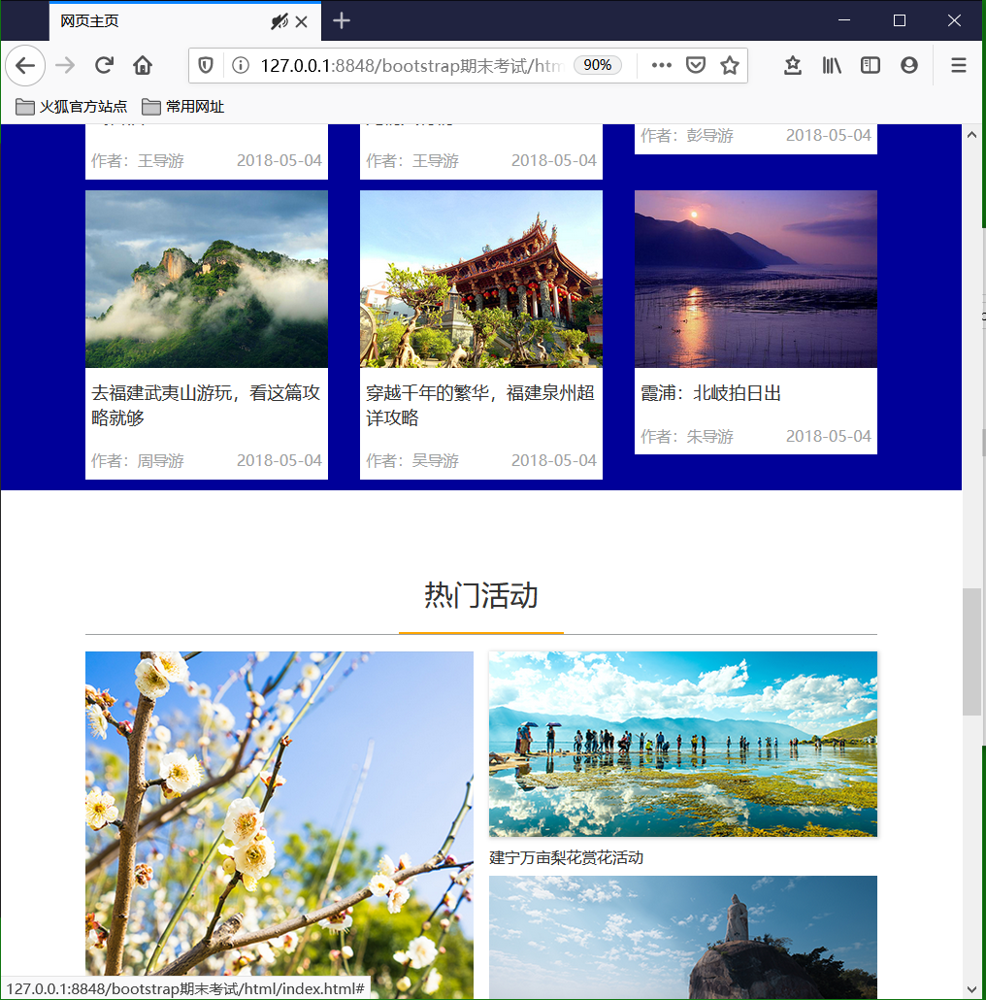 网页主页
127.0.0.1:8848/bootstrap期末考试/htm
90%
火狐官方站点 常用网址
作者：王导游 2018-05-04
作者：王导游 2018-05-04
作者：彭导游 2018-05-04
去福建武夷山游玩，看这篇攻
略就够
作者：周导游 2018-05-04
穿越千年的繁华，福建泉州超
详攻略
作者：吴导游 2018-05-04
霞浦：北岐拍日出
作者：朱导游 2018-05-04
热门活动
建宁万亩梨花赏花活动
127.0.0.1:8848/bootstrap期末考试/html/index.html#